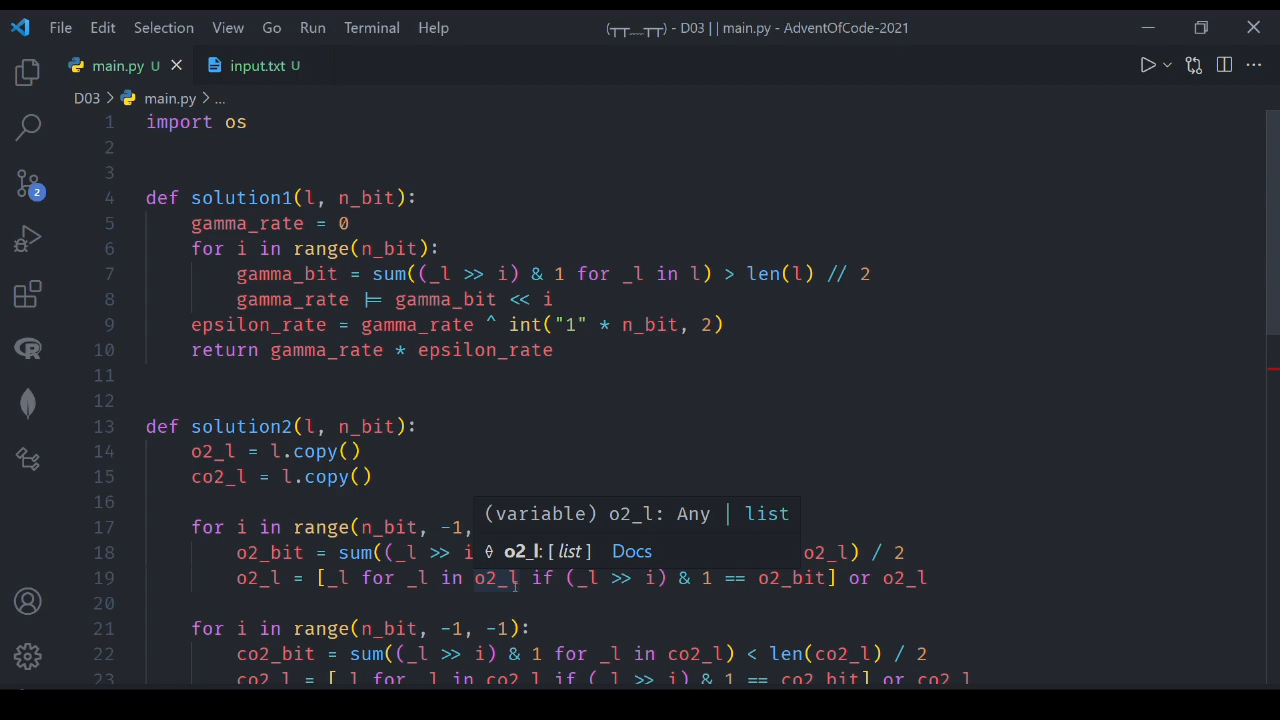 File Edit Selection View Go Run Terminal Help (┬┬﹏┬┬) - D03 || main.py - AdventOfCode-2021
main.py U input.txt U
D03 > main.py > ...
1 import os
2
3
4 def solution1(l, n_bit):
5 gamma_rate = 0
6 for i in range(n_bit):
7 gamma_bit = sum((_l >> i) & 1 for _l in l) > len(l) // 2
8 gamma_rate |= gamma_bit << i
9 epsilon_rate = gamma_rate ^ int("1" * n_bit, 2)
10 return gamma_rate * epsilon_rate
11
12
13 def solution2(l, n_bit):
14 o2_l = l.copy()
15 co2_l = l.copy()
16
(variable) o2_l: Any | list
17 for i in range(n_bit, -1,
o2_l: [list] Docs
18 o2_bit = sum((_l >> i o2_l) / 2
19 o2_l = [_l for _l in o2_l if (_l >> i) & 1 == o2_bit] or o2_l
20
21 for i in range(n_bit, -1, -1):
22 co2_bit = sum((_l >> i) & 1 for _l in co2_l) < len(co2_l) / 2
23 co2_l = [_l for _l in co2_l if (_l >> i) & 1 == co2_bit] or co2_l
2